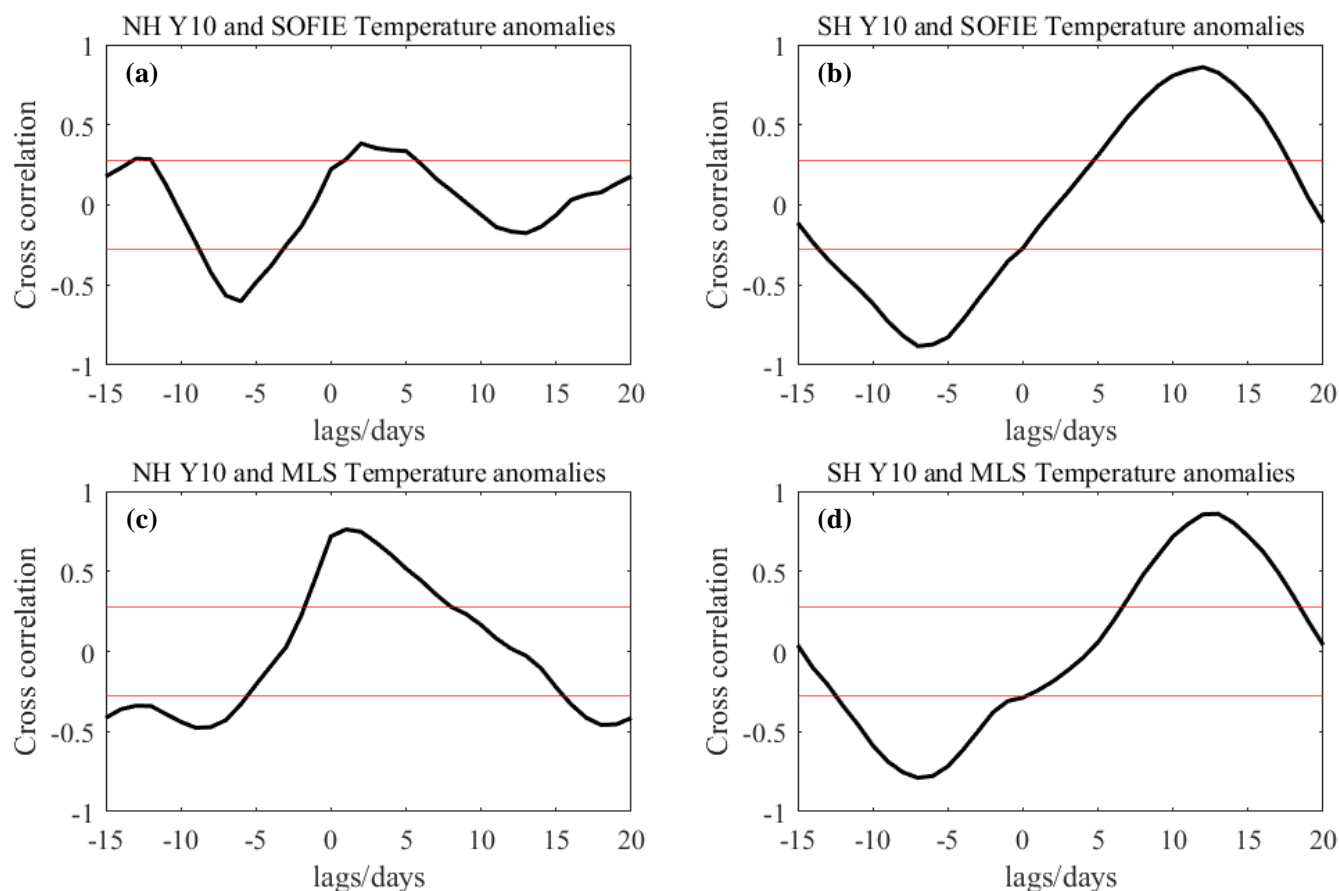 NH Y10 and SOFIE Temperature anomalies
(a)
Cross correlation
1
0.5
0
-0.5
-1
-15 -10 -5 0 5 10 15 20
lags/days
SH Y10 and SOFIE Temperature anomalies
(b)
Cross correlation
1
0.5
0
-0.5
-1
-15 -10 -5 0 5 10 15 20
lags/days
NH Y10 and MLS Temperature anomalies
(c)
Cross correlation
1
0.5
0
-0.5
-1
-15 -10 -5 0 5 10 15 20
lags/days
SH Y10 and MLS Temperature anomalies
(d)
Cross correlation
1
0.5
0
-0.5
-1
-15 -10 -5 0 5 10 15 20
lags/days